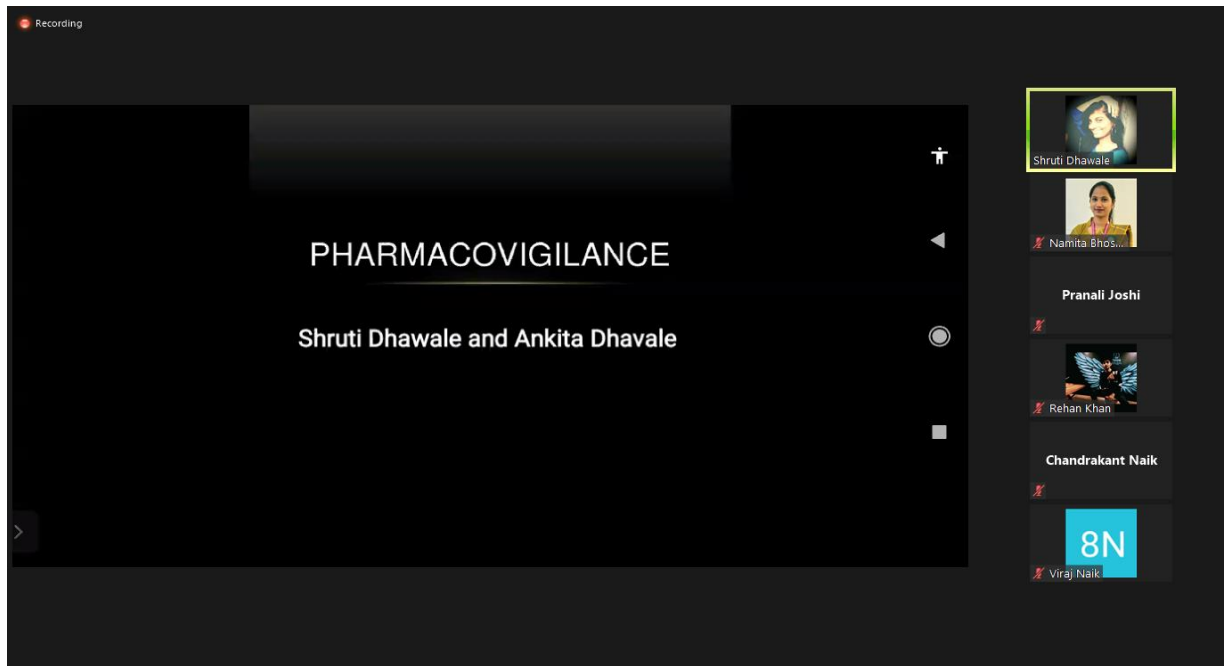 Recording
PHARMACOVIGILANCE
Shruti Dhawale and Ankita Dhavale
Shruti Dhawale
Namita Bhos...
Pranali Joshi
Rehan Khan
Chandrakant Naik
8N
Viraj Naik